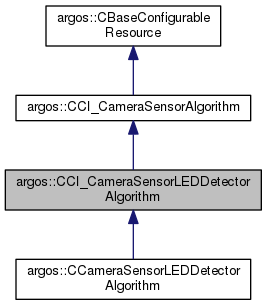 argos::CBaseConfigurable
Resource
argos::CCI_CameraSensorAlgorithm
argos::CCI_CameraSensorLEDDetector
Algorithm
argos::CCameraSensorLEDDetector
Algorithm